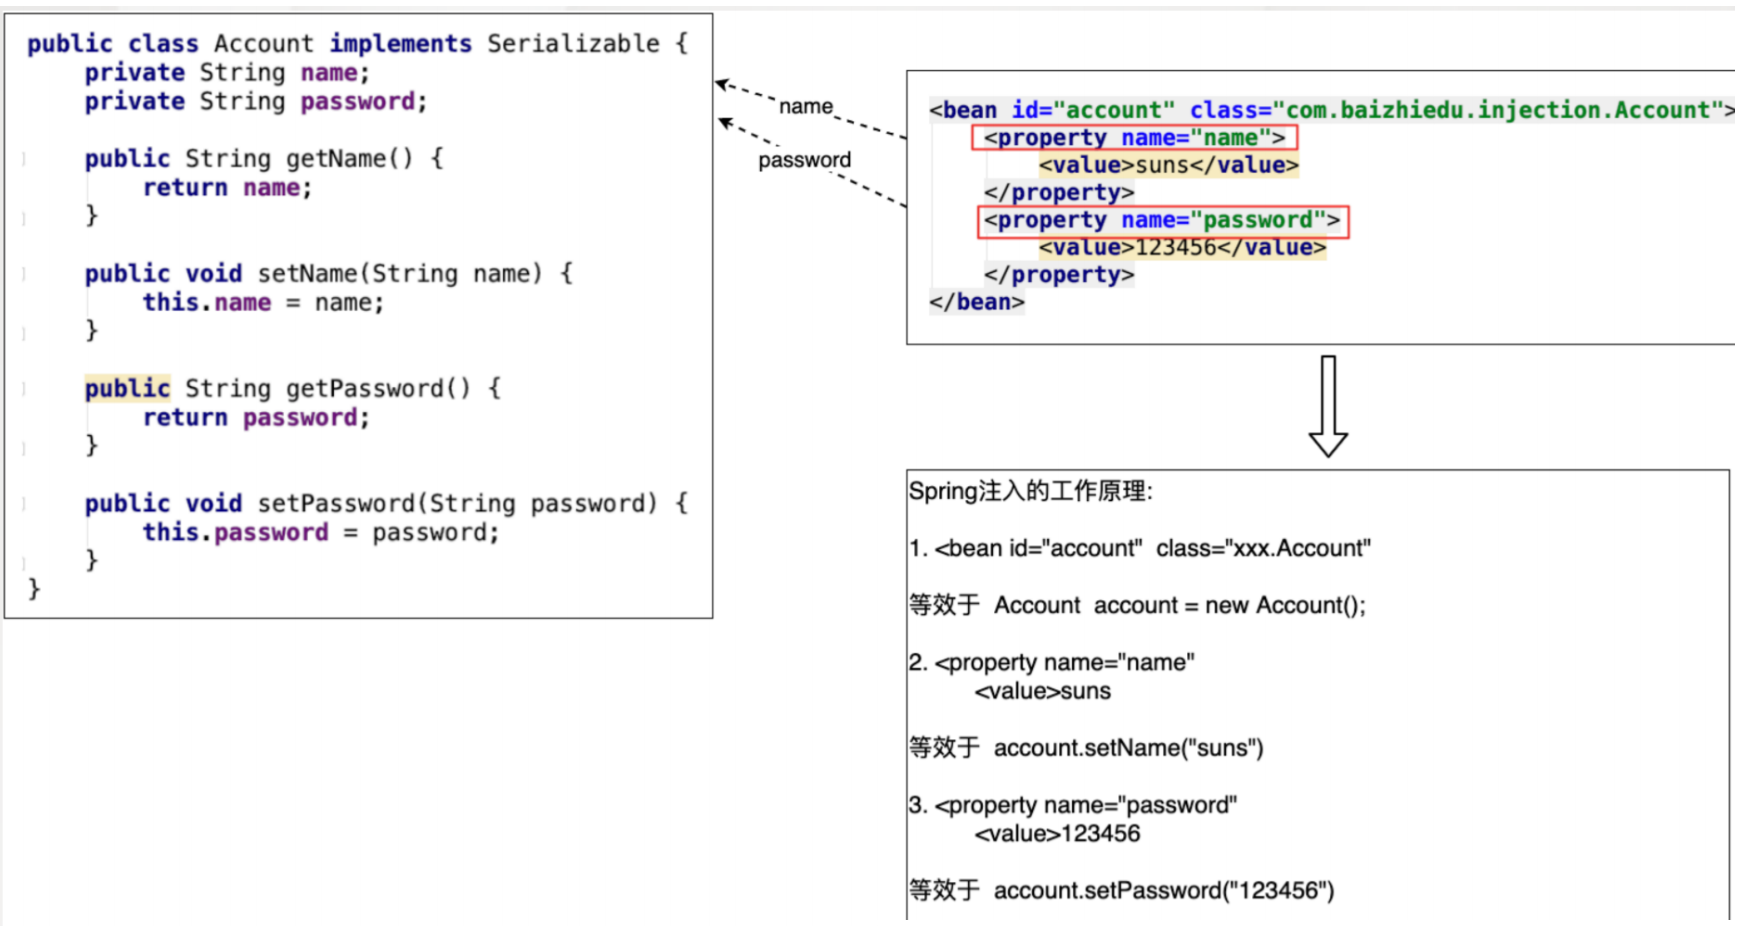 public class Account implements Serializable {
private String name;
private String password;
public String getName() {
return name;
}
public void setName(String name) {
this.name = name;
}
public String getPassword() {
return password;
}
public void setPassword(String password) {
this.password = password;
}
}
name
password
<bean id="account" class="com.baizhiedu.injection.Account">
<property name="name">
<value>suns</value>
</property>
<property name="password">
<value>123456</value>
</property>
</bean>
Spring注入的工作原理:
1. <bean id="account" class="xxx.Account"
等效于 Account account = new Account();
2. <property name="name"
<value>suns
等效于 account.setName("suns")
3. <property name="password"
<value>123456
等效于 account.setPassword("123456")